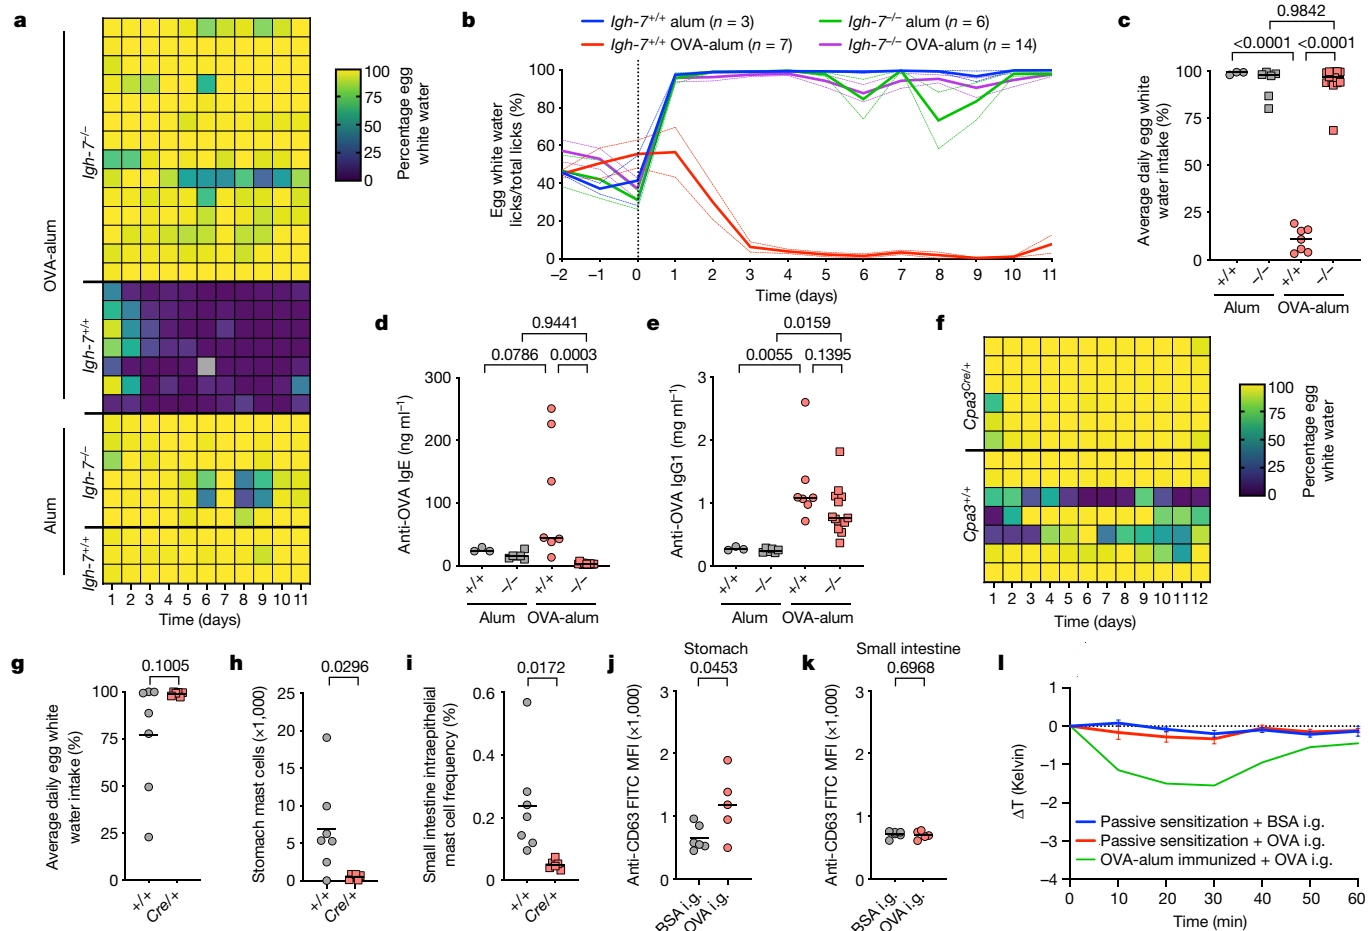 a
OVA-alum
Alum
Igh-7−/−
Igh-7+/+
Igh-7−/−
Igh-7+/+
1 2 3 4 5 6 7 8 9 10 11
Time (days)
100
75
50
25
0
Percentage egg
white water
b
Igh-7+/+ alum (n = 3)
Igh-7−/− alum (n = 6)
Igh-7+/+ OVA-alum (n = 7)
Igh-7−/− OVA-alum (n = 14)
Egg white water
licks/total licks (%)
100
80
60
40
20
0
−2 −1 0 1 2 3 4 5 6 7 8 9 10 11
Time (days)
c
0.9842
<0.0001 <0.0001
Average daily egg white
water intake (%)
100
75
50
25
0
+/+ −/− +/+ −/−
Alum OVA-alum
d
0.9441
0.0786 0.0003
Anti-OVA IgE (ng ml−1)
300
200
100
0
+/+ −/− +/+ −/−
Alum OVA-alum
e
0.0159
0.0055 0.1395
Anti-OVA IgG1 (mg ml−1)
3
2
1
0
+/+ −/− +/+ −/−
Alum OVA-alum
f
Cpa3Cre/+
Cpa3+/+
1 2 3 4 5 6 7 8 9 10 11 12
Time (days)
100
75
50
25
0
Percentage egg
white water
g
0.1005
Average daily egg white
water intake (%)
100
75
50
25
0
+/+ Cre/+
h
0.0296
Stomach mast cells (×1,000)
25
20
15
10
5
0
+/+ Cre/+
i
0.0172
Small intestine intraepithelial
mast cell frequency (%)
0.6
0.4
0.2
0
+/+ Cre/+
j
Stomach
0.0453
Anti-CD63 FITC MFI (×1,000)
3
2
1
0
BSA i.g. OVA i.g.
k
Small intestine
0.6968
Anti-CD63 FITC MFI (×1,000)
3
2
1
0
BSA i.g. OVA i.g.
l
ΔT (Kelvin)
1
0
−1
−2
−3
−4
Passive sensitization + BSA i.g.
Passive sensitization + OVA i.g.
OVA-alum immunized + OVA i.g.
0 10 20 30 40 50 60
Time (min)